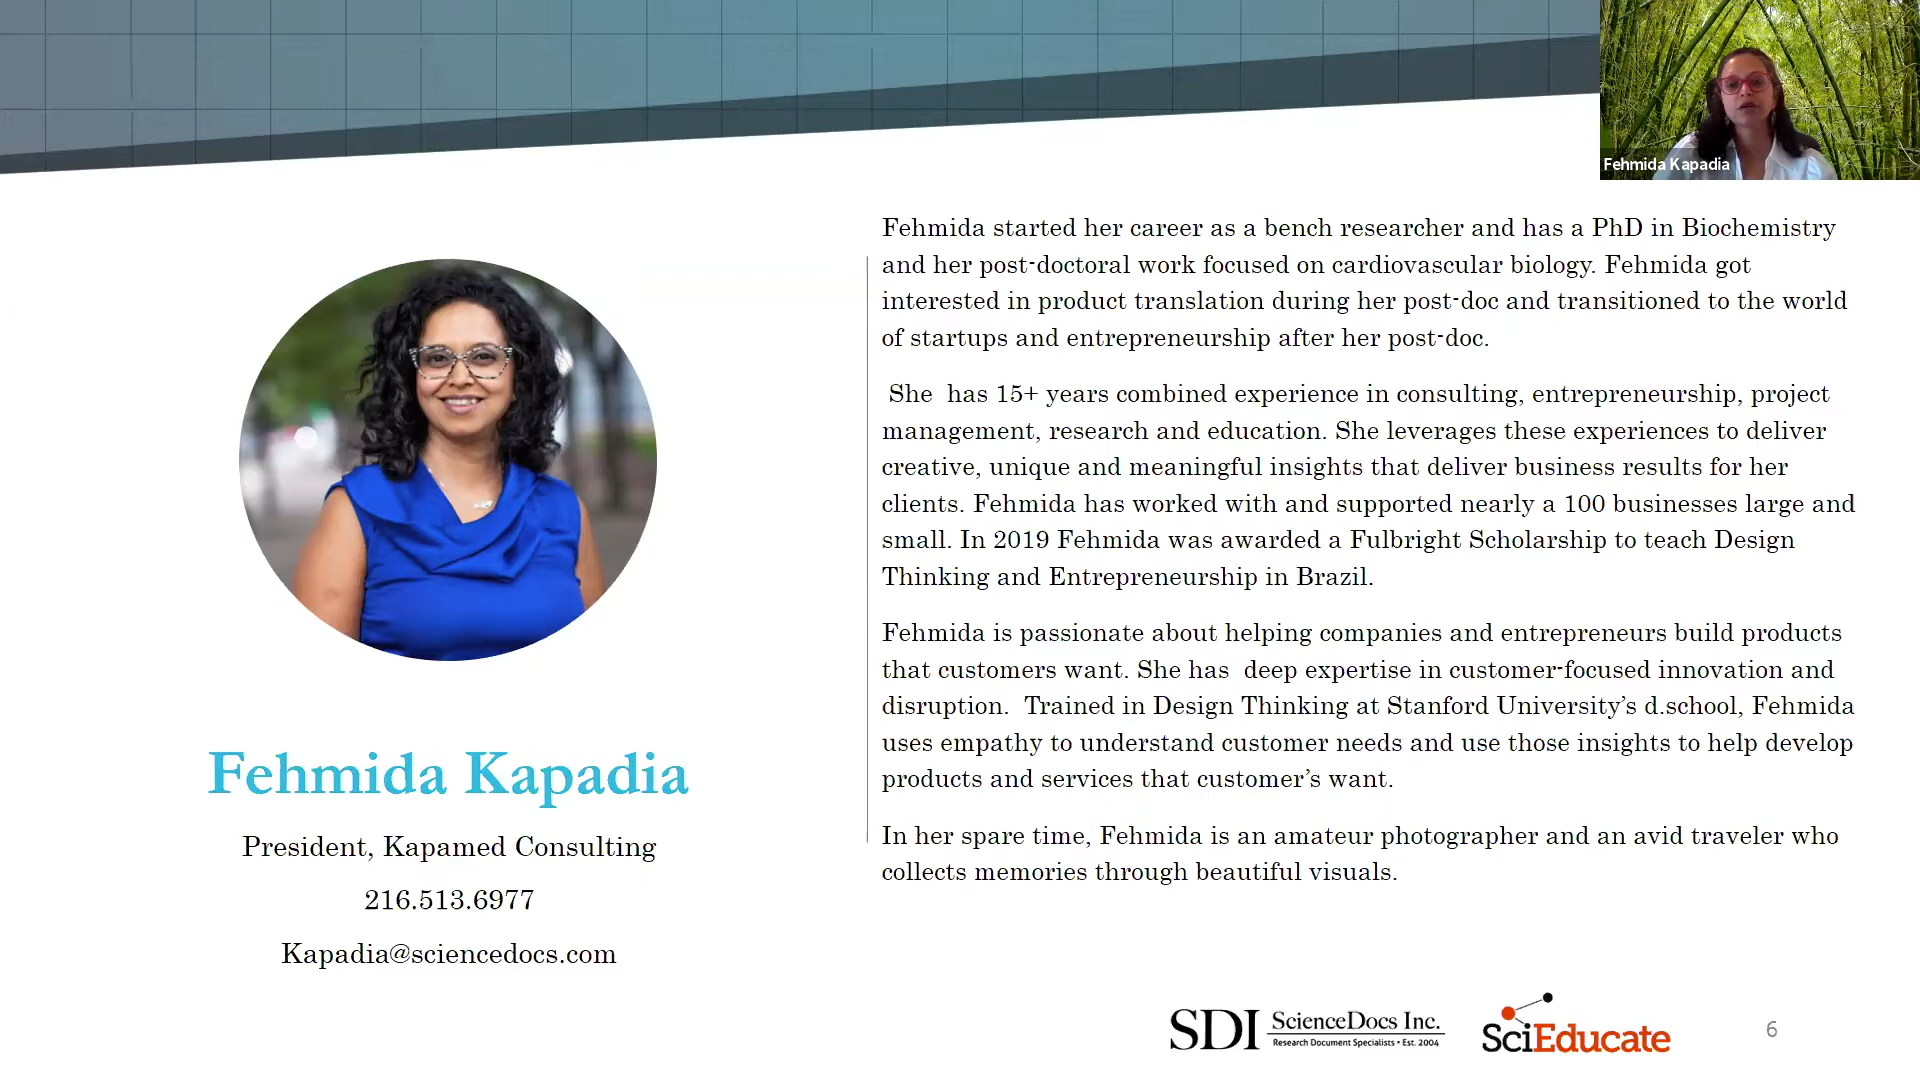 Fehmida Kapadia
Fehmida started her career as a bench researcher and has a PhD in Biochemistry
and her post-doctoral work focused on cardiovascular biology. Fehmida got
interested in product translation during her post-doc and transitioned to the world
of startups and entrepreneurship after her post-doc.
She has 15+ years combined experience in consulting, entrepreneurship, project
management, research and education. She leverages these experiences to deliver
creative, unique and meaningful insights that deliver business results for her
clients. Fehmida has worked with and supported nearly a 100 businesses large and
small. In 2019 Fehmida was awarded a Fulbright Scholarship to teach Design
Thinking and Entrepreneurship in Brazil.
Fehmida is passionate about helping companies and entrepreneurs build products
that customers want. She has deep expertise in customer-focused innovation and
disruption. Trained in Design Thinking at Stanford University’s d.school, Fehmida
uses empathy to understand customer needs and use those insights to help develop
products and services that customer’s want.
In her spare time, Fehmida is an amateur photographer and an avid traveler who
collects memories through beautiful visuals.
Fehmida Kapadia
President, Kapamed Consulting
216.513.6977
Kapadia@sciencedocs.com
SDI ScienceDocs Inc.
Research Document Specialists • Est. 2004
SciEducate
6